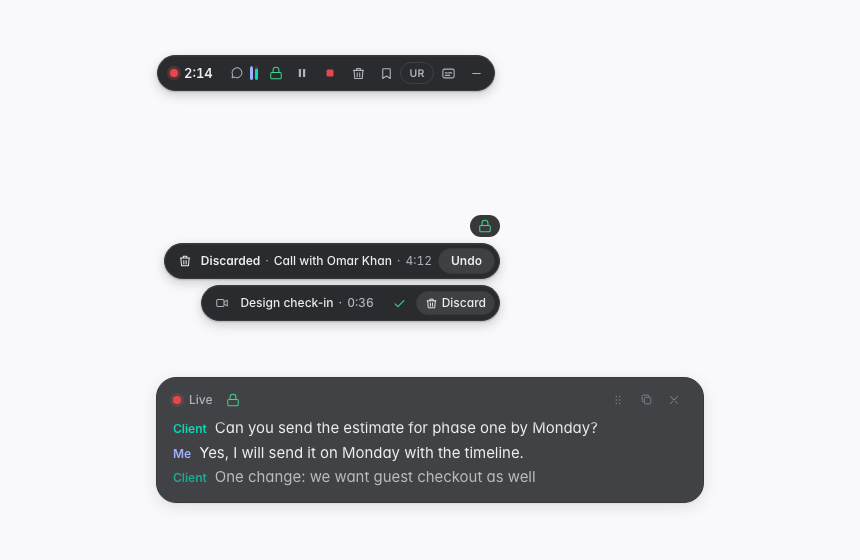 2:14 UR
Discarded · Call with Omar Khan · 4:12 Undo
Design check-in · 0:36 Discard
Live
Client Can you send the estimate for phase one by Monday?
Me Yes, I will send it on Monday with the timeline.
Client One change: we want guest checkout as well